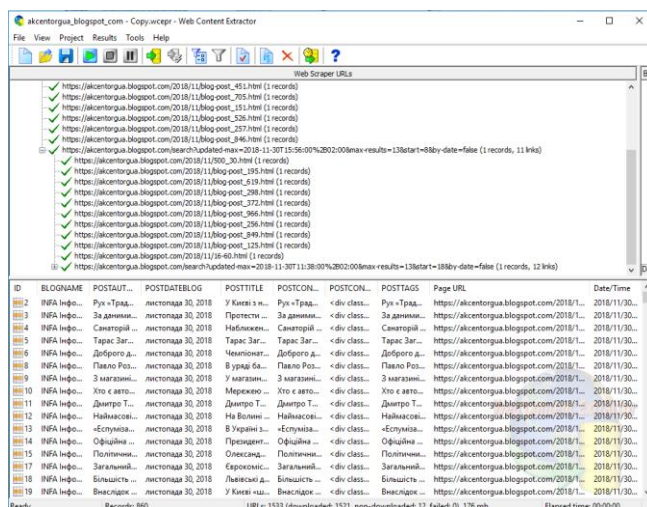 akcentorgua_blogspot_com - Copy.wcepr - Web Content Extractor
File View Project Results Tools Help
Web Scraper URLs
https://akcentorgua.blogspot.com/2018/11/blog-post_451.html (1 records)
https://akcentorgua.blogspot.com/2018/11/blog-post_705.html (1 records)
https://akcentorgua.blogspot.com/2018/11/blog-post_151.html (1 records)
https://akcentorgua.blogspot.com/2018/11/blog-post_526.html (1 records)
https://akcentorgua.blogspot.com/2018/11/blog-post_257.html (1 records)
https://akcentorgua.blogspot.com/2018/11/blog-post_846.html (1 records)
https://akcentorgua.blogspot.com/search?updated-max=2018-11-30T15:56:00%2B02:00&max-results=13&start=8&by-date=false (1 records, 11 links)
https://akcentorgua.blogspot.com/2018/11/500_30.html (1 records)
https://akcentorgua.blogspot.com/2018/11/blog-post_195.html (1 records)
https://akcentorgua.blogspot.com/2018/11/blog-post_619.html (1 records)
https://akcentorgua.blogspot.com/2018/11/blog-post_298.html (1 records)
https://akcentorgua.blogspot.com/2018/11/blog-post_372.html (1 records)
https://akcentorgua.blogspot.com/2018/11/blog-post_966.html (1 records)
https://akcentorgua.blogspot.com/2018/11/blog-post_256.html (1 records)
https://akcentorgua.blogspot.com/2018/11/blog-post_849.html (1 records)
https://akcentorgua.blogspot.com/2018/11/blog-post_125.html (1 records)
https://akcentorgua.blogspot.com/2018/11/16-60.html (1 records)
https://akcentorgua.blogspot.com/search?updated-max=2018-11-30T11:38:00%2B02:00&max-results=13&start=18&by-date=false (1 records, 12 links)
ID BLOGNAME POSTAUT... POSTDATEBLOG POSTTITLE POSTCON... POSTCON... POSTTAGS Page URL Date/Time
2 INFA Інфо... Рух «Трад... листопада 30, 2018 У Києві з н... Рух «Трад... <div class... Рух «Трад... https://akcentorgua.blogspot.com/2018/1... 2018/11/30...
3 INFA Інфо... За даними... листопада 30, 2018 Протести ... За даними... <div class... За даними... https://akcentorgua.blogspot.com/2018/1... 2018/11/30...
4 INFA Інфо... Санаторій ... листопада 30, 2018 Наближен... Санаторій ... <div class... Санаторій ... https://akcentorgua.blogspot.com/2018/1... 2018/11/30...
5 INFA Інфо... Тарас Заг... листопада 30, 2018 Тарас Заг... Тарас Заг... <div class... Тарас Заг... https://akcentorgua.blogspot.com/2018/1... 2018/11/30...
6 INFA Інфо... Доброго д... листопада 30, 2018 Чемпіонат... Доброго д... <div class... Доброго д... https://akcentorgua.blogspot.com/2018/1... 2018/11/30...
8 INFA Інфо... Павло Роз... листопада 30, 2018 В уряді ба... Павло Роз... <div class... Павло Роз... https://akcentorgua.blogspot.com/2018/1... 2018/11/30...
9 INFA Інфо... З магазині... листопада 30, 2018 У магазин... З магазині... <div class... З магазині... https://akcentorgua.blogspot.com/2018/1... 2018/11/30...
10 INFA Інфо... Хто є авто... листопада 30, 2018 Мережею ... Хто є авто... <div class... Хто є авто... https://akcentorgua.blogspot.com/2018/1... 2018/11/30...
11 INFA Інфо... Дмитро Т... листопада 30, 2018 Дмитро Т... Дмитро Т... <div class... Дмитро Т... https://akcentorgua.blogspot.com/2018/1... 2018/11/30...
12 INFA Інфо... Наймасові... листопада 30, 2018 На Волині ... Наймасові... <div class... Наймасові... https://akcentorgua.blogspot.com/2018/1... 2018/11/30...
13 INFA Інфо... «Еспуміза... листопада 30, 2018 В Україні з... «Еспуміза... <div class... «Еспуміза... https://akcentorgua.blogspot.com/2018/1... 2018/11/30...
14 INFA Інфо... Офіційна ... листопада 30, 2018 Президент... Офіційна ... <div class... Офіційна ... https://akcentorgua.blogspot.com/2018/1... 2018/11/30...
15 INFA Інфо... Політични... листопада 30, 2018 Олександ... Політични... <div class... Політични... https://akcentorgua.blogspot.com/2018/1... 2018/11/30...
17 INFA Інфо... Загальний... листопада 30, 2018 Єврокоміс... Загальний... <div class... Загальний... https://akcentorgua.blogspot.com/2018/1... 2018/11/30...
18 INFA Інфо... Більшість ... листопада 30, 2018 Львівські д... Більшість ... <div class... Більшість ... https://akcentorgua.blogspot.com/2018/1... 2018/11/30...
19 INFA Інфо... Внаслідок ... листопада 30, 2018 У Києві «ш... Внаслідок ... <div class... Внаслідок ... https://akcentorgua.blogspot.com/2018/1... 2018/11/30...
Ready Records: 860 URLs: 1533 (downloaded: 1521, non-downloaded: 12, failed: 0), 176 mb Elapsed time: 00:00:00